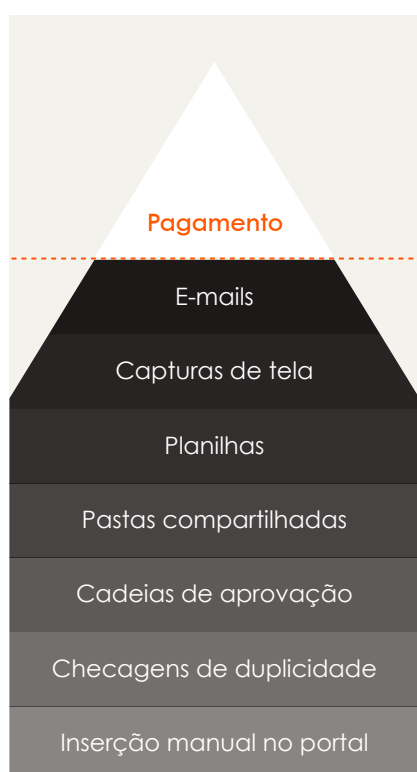 Pagamento
E-mails
Capturas de tela
Planilhas
Pastas compartilhadas
Cadeias de aprovação
Checagens de duplicidade
Inserção manual no portal